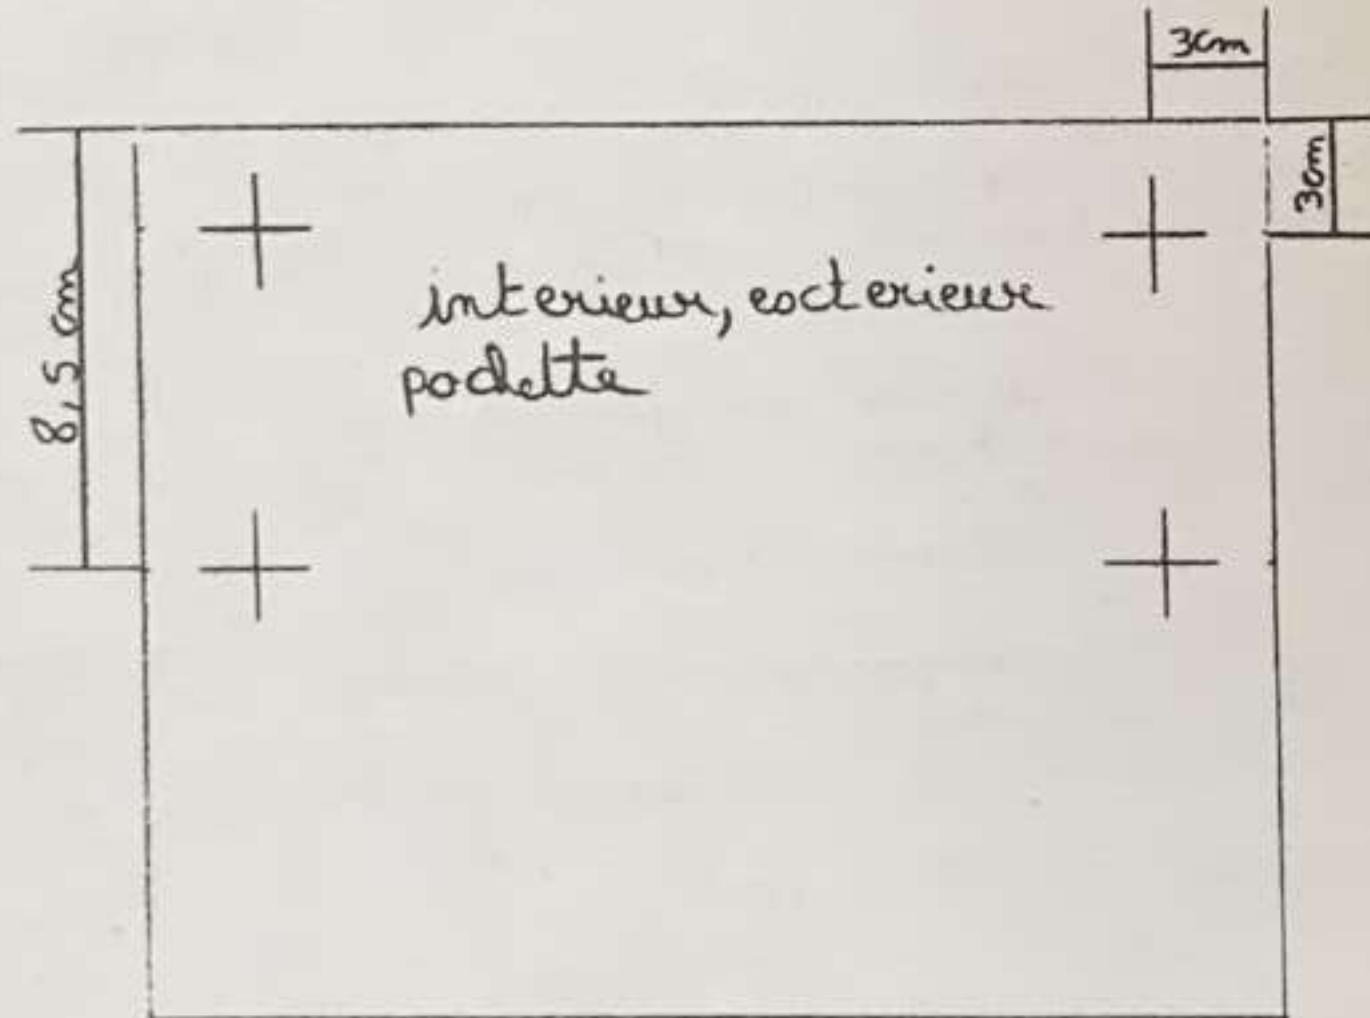 3cm
3cm
8,5 cm
interieur, exterieur
pochette